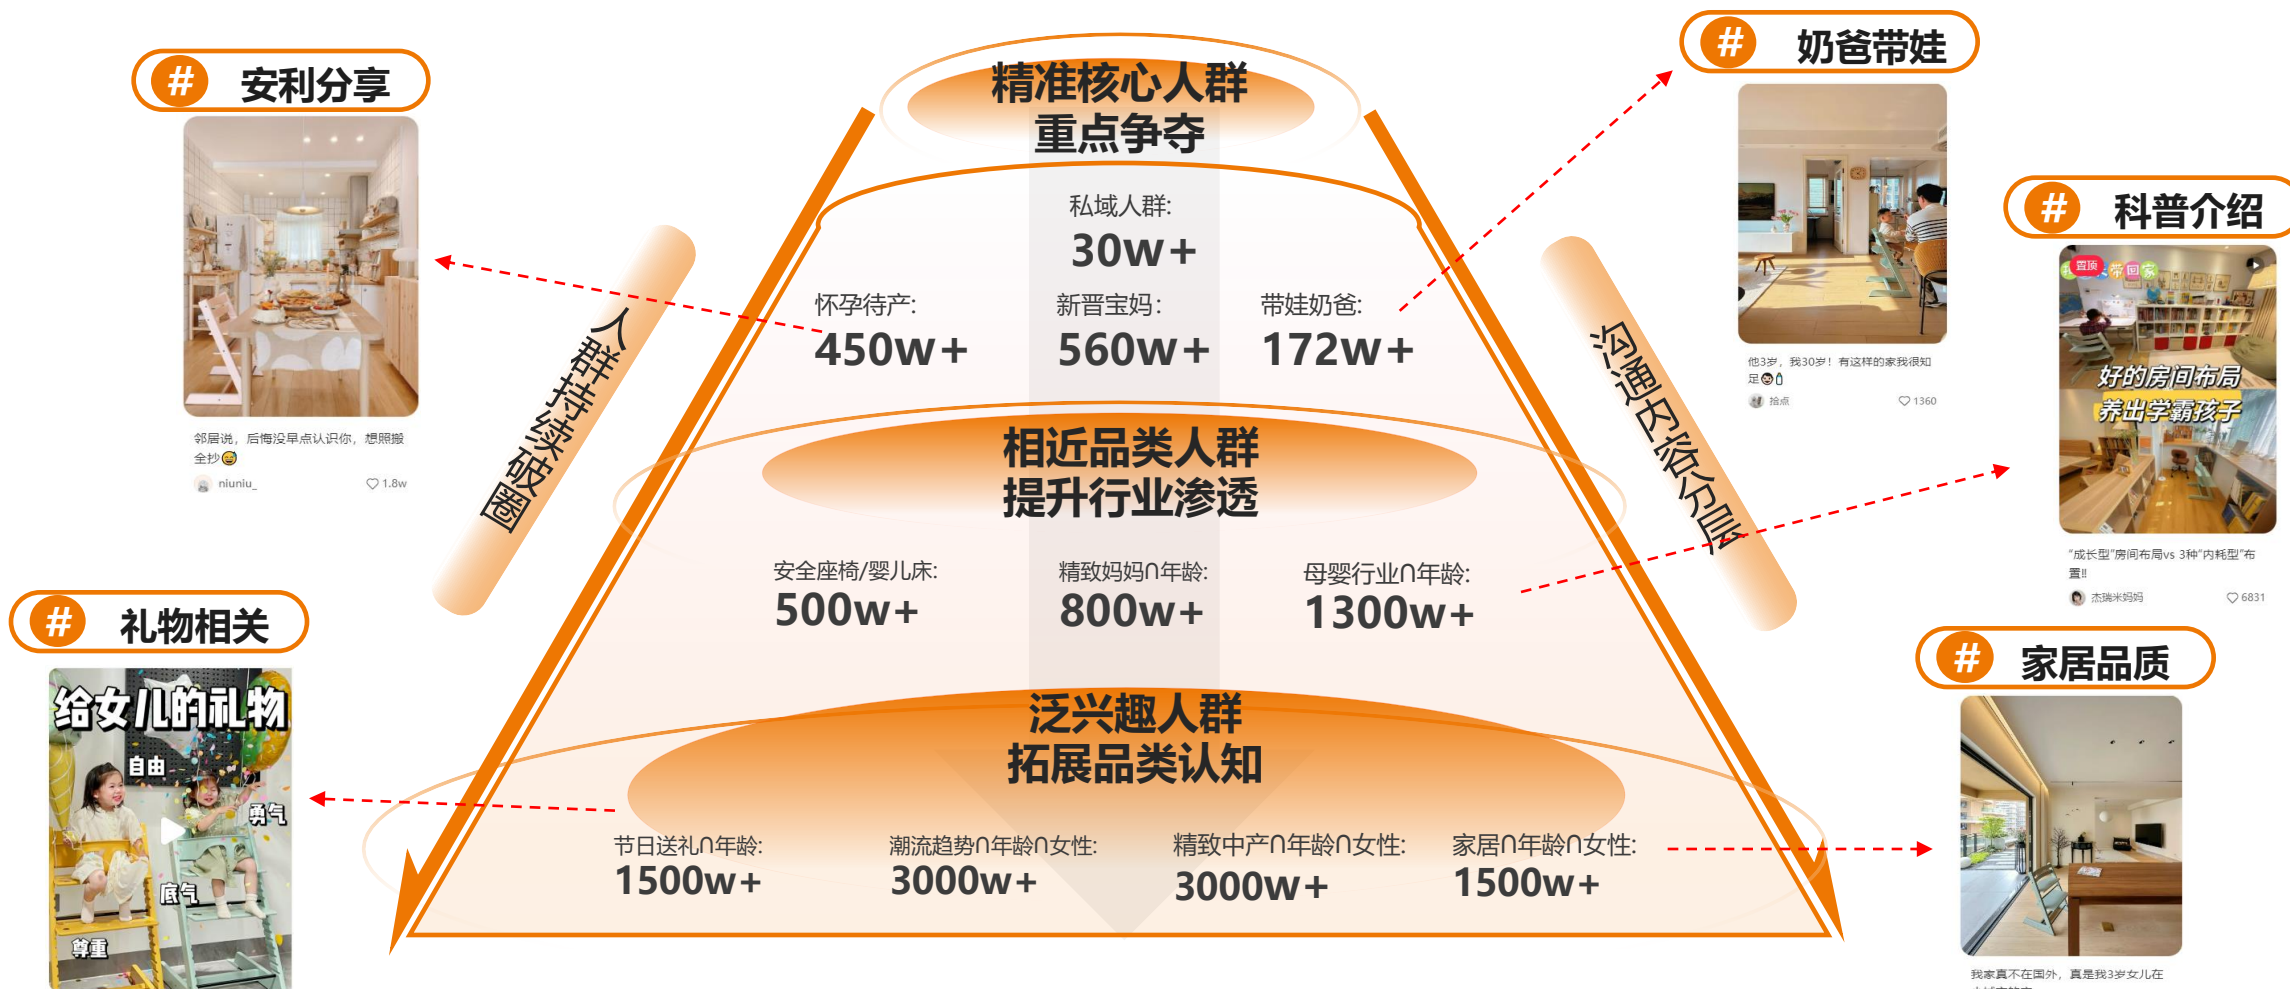 # 安利分享
邻居说，后悔没早点认识你，想照搬
全抄😅
niuniu_
1.8w
# 礼物相关
给女儿的礼物
自由
勇气
底气
尊重
人群持续破圈
精准核心人群
重点争夺
私域人群:
30w+
怀孕待产:
450w+
新晋宝妈:
560w+
带娃奶爸:
172w+
相近品类人群
提升行业渗透
安全座椅/婴儿床:
500w+
精致妈妈∩年龄:
800w+
母婴行业∩年龄:
1300w+
泛兴趣人群
拓展品类认知
节日送礼∩年龄:
1500w+
潮流趋势∩年龄∩女性:
3000w+
精致中产∩年龄∩女性:
3000w+
家居∩年龄∩女性:
1500w+
沟通内容分层
# 奶爸带娃
他3岁，我30岁！有这样的家我很知
足🧔🏻🍼
拾点
1360
# 科普介绍
置顶
带回家
好的房间布局
养出学霸孩子
“成长型”房间布局vs 3种“内耗型”布
置‼
杰瑞米妈妈
6831
# 家居品质
我家真不在国外，真是我3岁女儿在